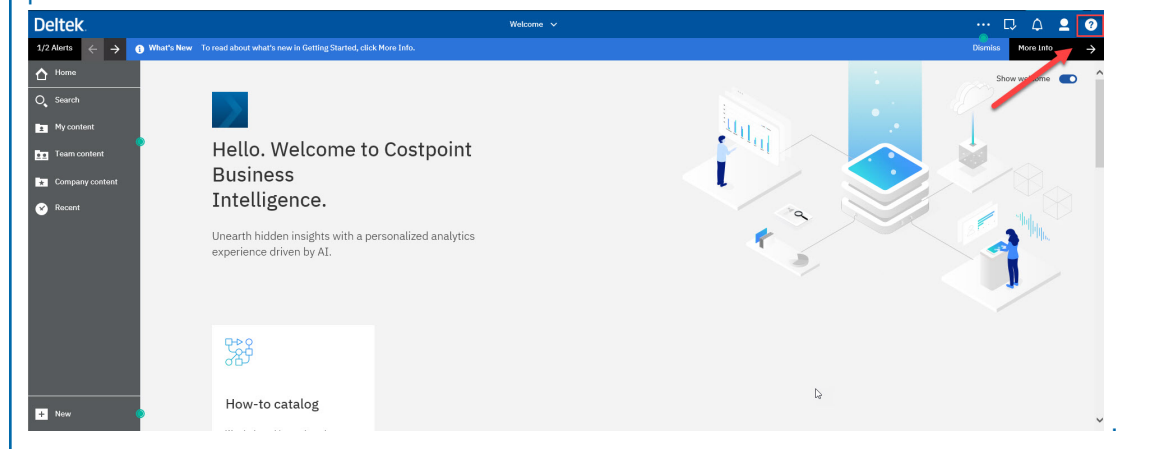 Deltek.
Welcome
1/2 Alerts
What's New To read about what's new in Getting Started, click More Info.
Dismiss
More Info
Home
Show welcome
Search
My content
Team content
Company content
Recent
Hello. Welcome to Costpoint
Business
Intelligence.
Unearth hidden insights with a personalized analytics
experience driven by AI.
How-to catalog
New